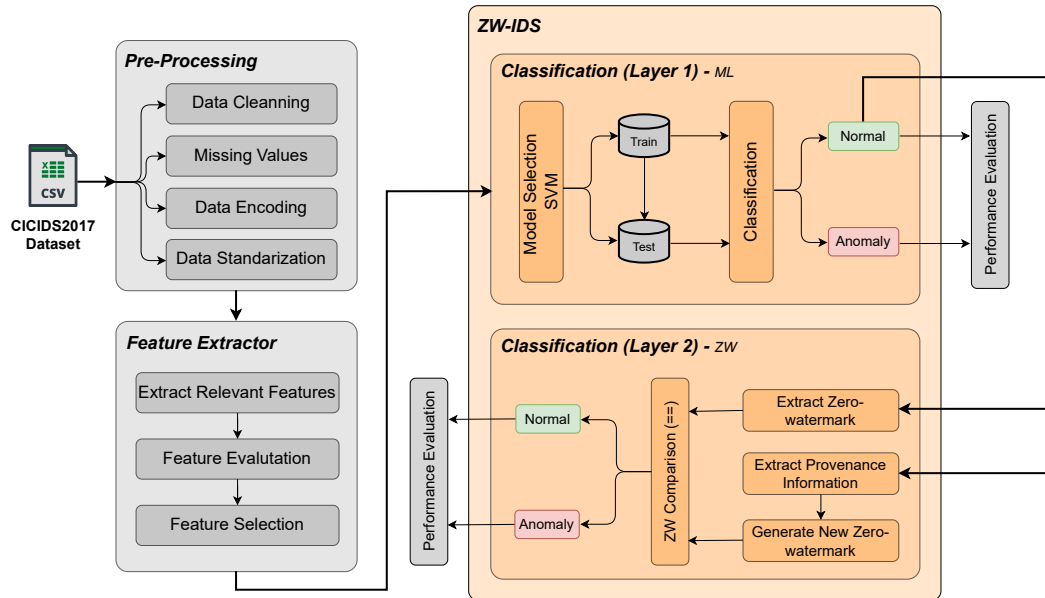 Pre-Processing
Data Cleanning
Missing Values
Data Encoding
Data Standarization
X
CSV
CICIDS2017
Dataset
Feature Extractor
Extract Relevant Features
Feature Evalutation
Feature Selection
ZW-IDS
Classification (Layer 1) - ML
Model Selection
SVM
Train
Test
Classification
Normal
Anomaly
Performance Evaluation
Classification (Layer 2) - ZW
Performance Evaluation
Normal
Anomaly
ZW Comparison (==)
Extract Zero-
watermark
Extract Provenance
Information
Generate New Zero-
watermark